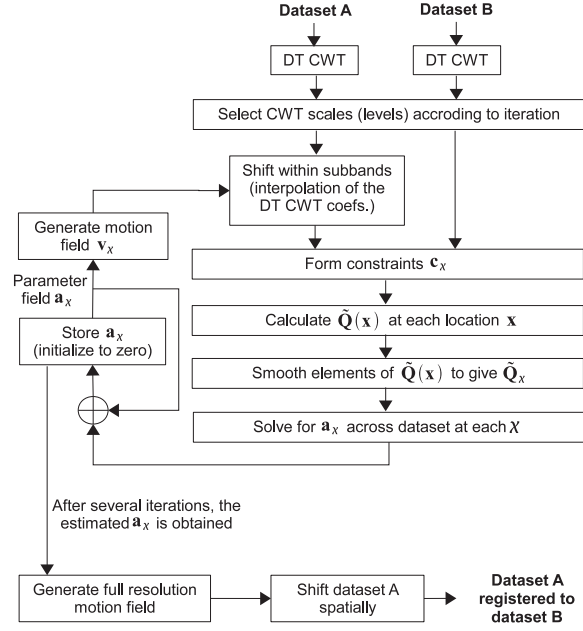 Dataset A
Dataset B
DT CWT
DT CWT
Select CWT scales (levels) accroding to iteration
Shift within subbands
(interpolation of the
DT CWT coefs.)
Generate motion
field v_x
Form constraints c_x
Parameter
field a_x
Calculate Q̃(x) at each location x
Store a_x
(initialize to zero)
Smooth elements of Q̃(x) to give Q̃_x
Solve for a_x across dataset at each χ
After several iterations, the
estimated a_x is obtained
Generate full resolution
motion field
Shift dataset A
spatially
Dataset A
registered to
dataset B